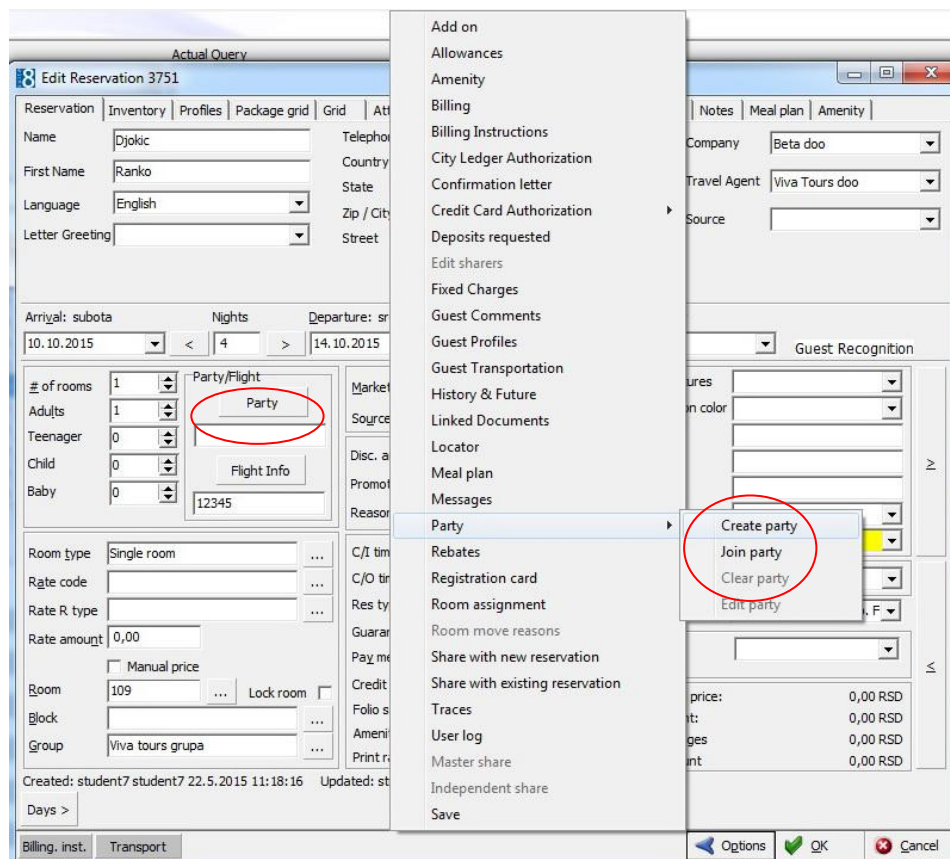 Actual Query
Edit Reservation 3751
Reservation Inventory Profiles Package grid Grid Att Notes Meal plan Amenity
Name Djokic
First Name Ranko
Language English
Letter Greeting
Telephon
Country
State
Zip / City
Street
Company Beta doo
Travel Agent Viva Tours doo
Source
Arrival: subota Nights Departure: sr
10.10.2015 < 4 > 14.10.2015
Guest Recognition
# of rooms 1
Adults 1
Teenager 0
Child 0
Baby 0
Party/Flight
Party
Flight Info
12345
Market
Source
Disc. a
Promot
Reason
ures
on color
>
Room type Single room ...
Rate code ...
Rate R type ...
Rate amount 0,00
Manual price
Room 109 ... Lock room
Block ...
Group Viva tours grupa ...
C/I tim
C/O tim
Res ty
Guaran
Pay me
Credit
Folio s
Ameni
Print ra
. F
<
price: 0,00 RSD
nt: 0,00 RSD
ges 0,00 RSD
unt 0,00 RSD
Created: student7 student7 22.5.2015 11:18:16 Updated: st
Days >
Billing. inst. Transport
Options OK Cancel
Add on
Allowances
Amenity
Billing
Billing Instructions
City Ledger Authorization
Confirmation letter
Credit Card Authorization
Deposits requested
Edit sharers
Fixed Charges
Guest Comments
Guest Profiles
Guest Transportation
History & Future
Linked Documents
Locator
Meal plan
Messages
Party
Rebates
Registration card
Room assignment
Room move reasons
Share with new reservation
Share with existing reservation
Traces
User log
Master share
Independent share
Save
Create party
Join party
Clear party
Edit party